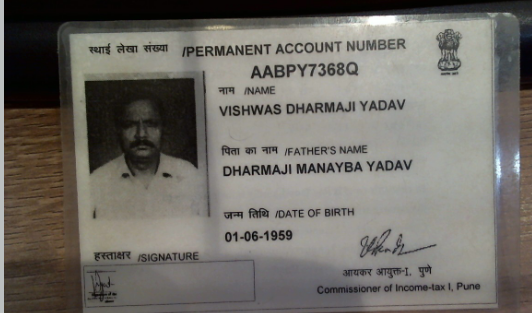 स्थाई लेखा संख्या /PERMANENT ACCOUNT NUMBER
AABPY7368Q
नाम /NAME
VISHWAS DHARMAJI YADAV
पिता का नाम /FATHER'S NAME
DHARMAJI MANAYBA YADAV
जन्म तिथि /DATE OF BIRTH
01-06-1959
हस्ताक्षर /SIGNATURE
आयकर आयुक्त-I, पुणे
Commissioner of Income-tax I, Pune